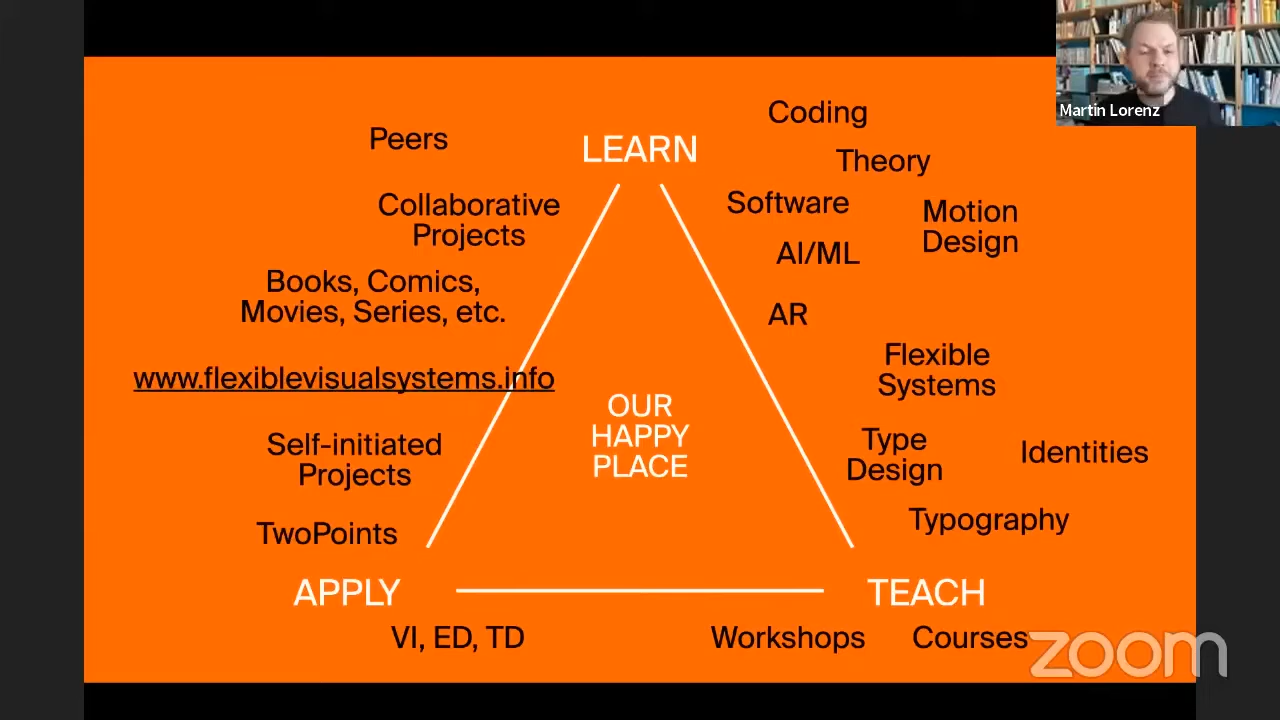 Martin Lorenz
Coding
Peers
LEARN
Theory
Collaborative
Projects
Software
Motion
Design
AI/ML
Books, Comics,
Movies, Series, etc.
AR
Flexible
Systems
www.flexiblevisualsystems.info
OUR
HAPPY
PLACE
Self-initiated
Projects
Type
Design
Identities
TwoPoints
Typography
APPLY
TEACH
VI, ED, TD
Workshops
Courses
zoom